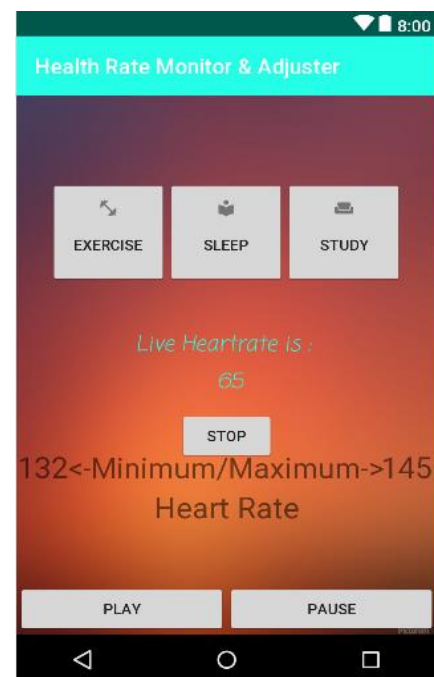 8:00
Health Rate Monitor & Adjuster
EXERCISE SLEEP STUDY
Live Heartrate is :
65
STOP
132<-Minimum/Maximum->145
Heart Rate
PLAY PAUSE